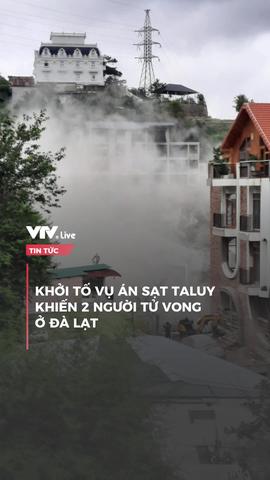 VTV Live
TIN TỨC
KHỞI TỐ VỤ ÁN SẠT TALUY
KHIẾN 2 NGƯỜI TỬ VONG
Ở ĐÀ LẠT